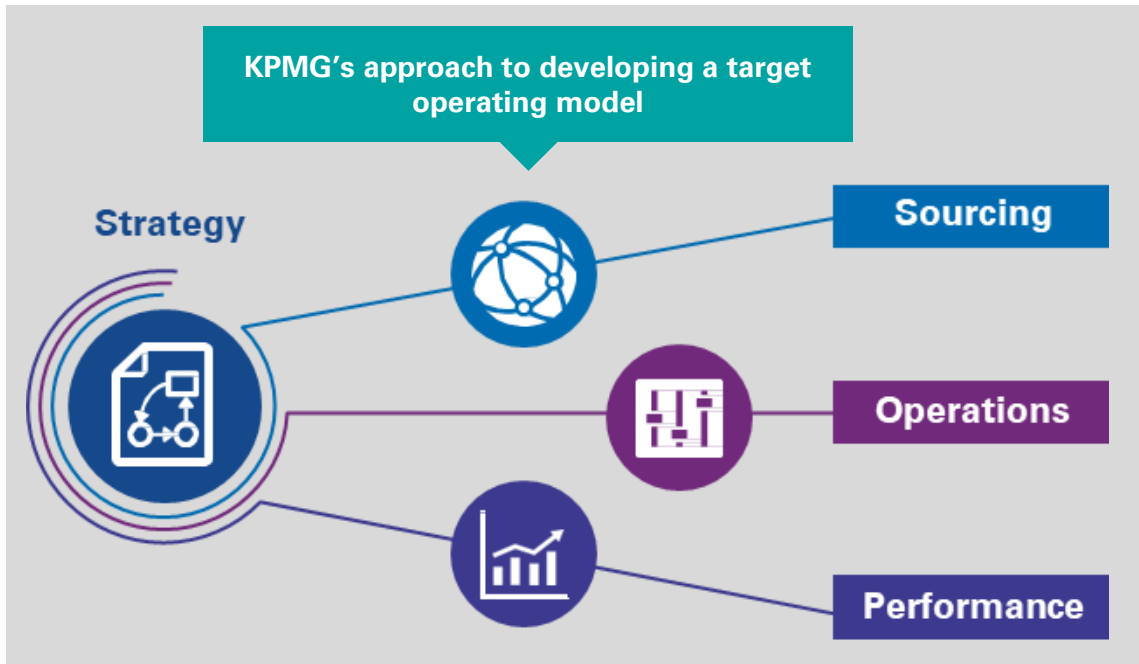 KPMG’s approach to developing a target
operating model
Strategy
Sourcing
Operations
Performance